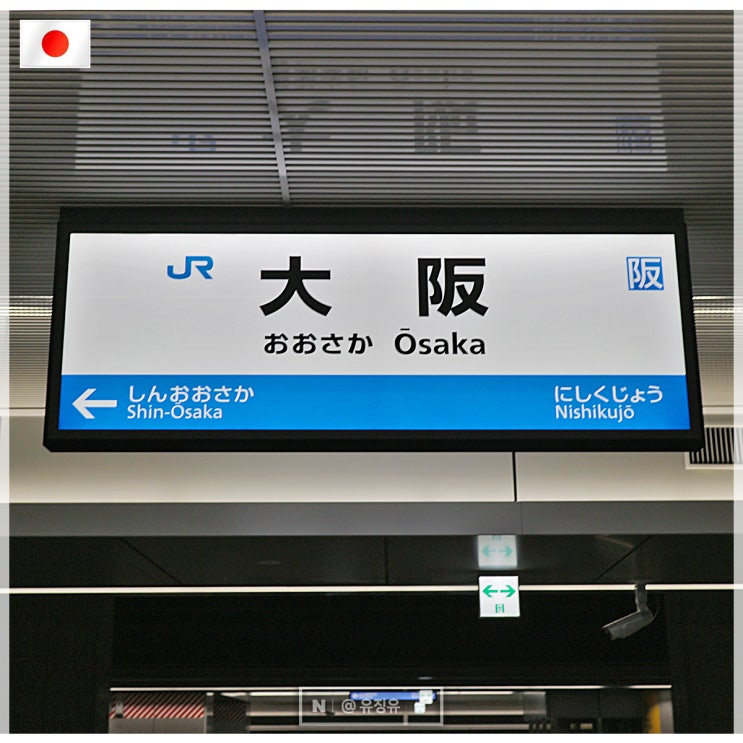 JR
大 阪
阪
おおさか Ōsaka
しんおおさか
Shin-Ōsaka
にしくじょう
Nishikujō
N @유징유